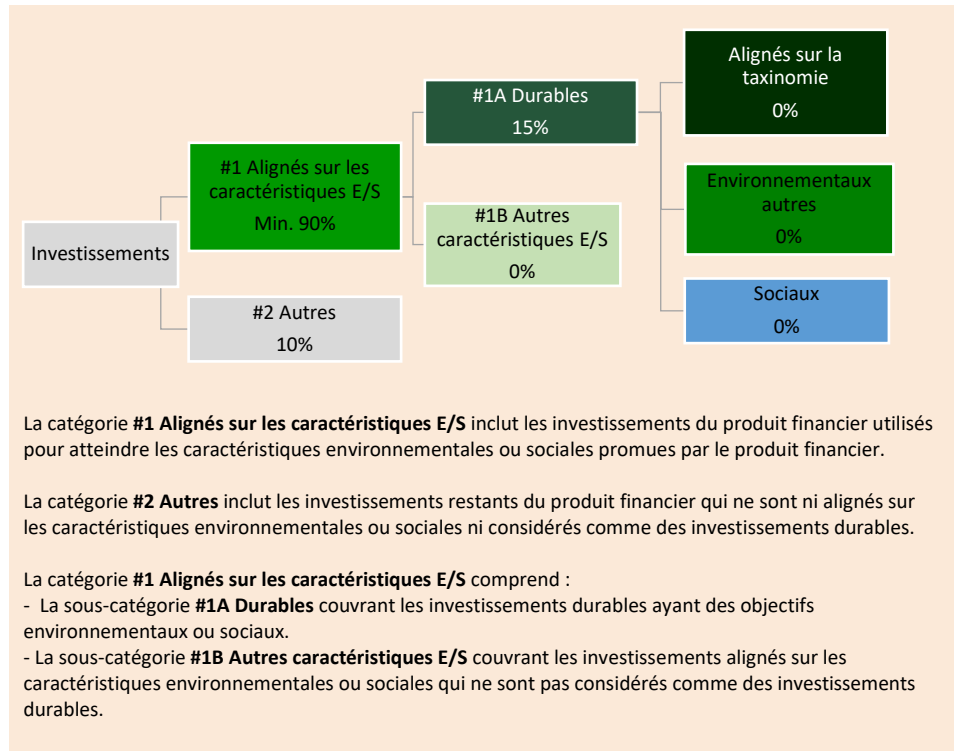 Investissements
#1 Alignés sur les
caractéristiques E/S
Min. 90%
#2 Autres
10%
#1A Durables
15%
#1B Autres
caractéristiques E/S
0%
Alignés sur la
taxinomie
0%
Environnementaux
autres
0%
Sociaux
0%
La catégorie #1 Alignés sur les caractéristiques E/S inclut les investissements du produit financier utilisés
pour atteindre les caractéristiques environnementales ou sociales promues par le produit financier.
La catégorie #2 Autres inclut les investissements restants du produit financier qui ne sont ni alignés sur
les caractéristiques environnementales ou sociales ni considérés comme des investissements durables.
La catégorie #1 Alignés sur les caractéristiques E/S comprend :
- La sous-catégorie #1A Durables couvrant les investissements durables ayant des objectifs
environnementaux ou sociaux.
- La sous-catégorie #1B Autres caractéristiques E/S couvrant les investissements alignés sur les
caractéristiques environnementales ou sociales qui ne sont pas considérés comme des investissements
durables.